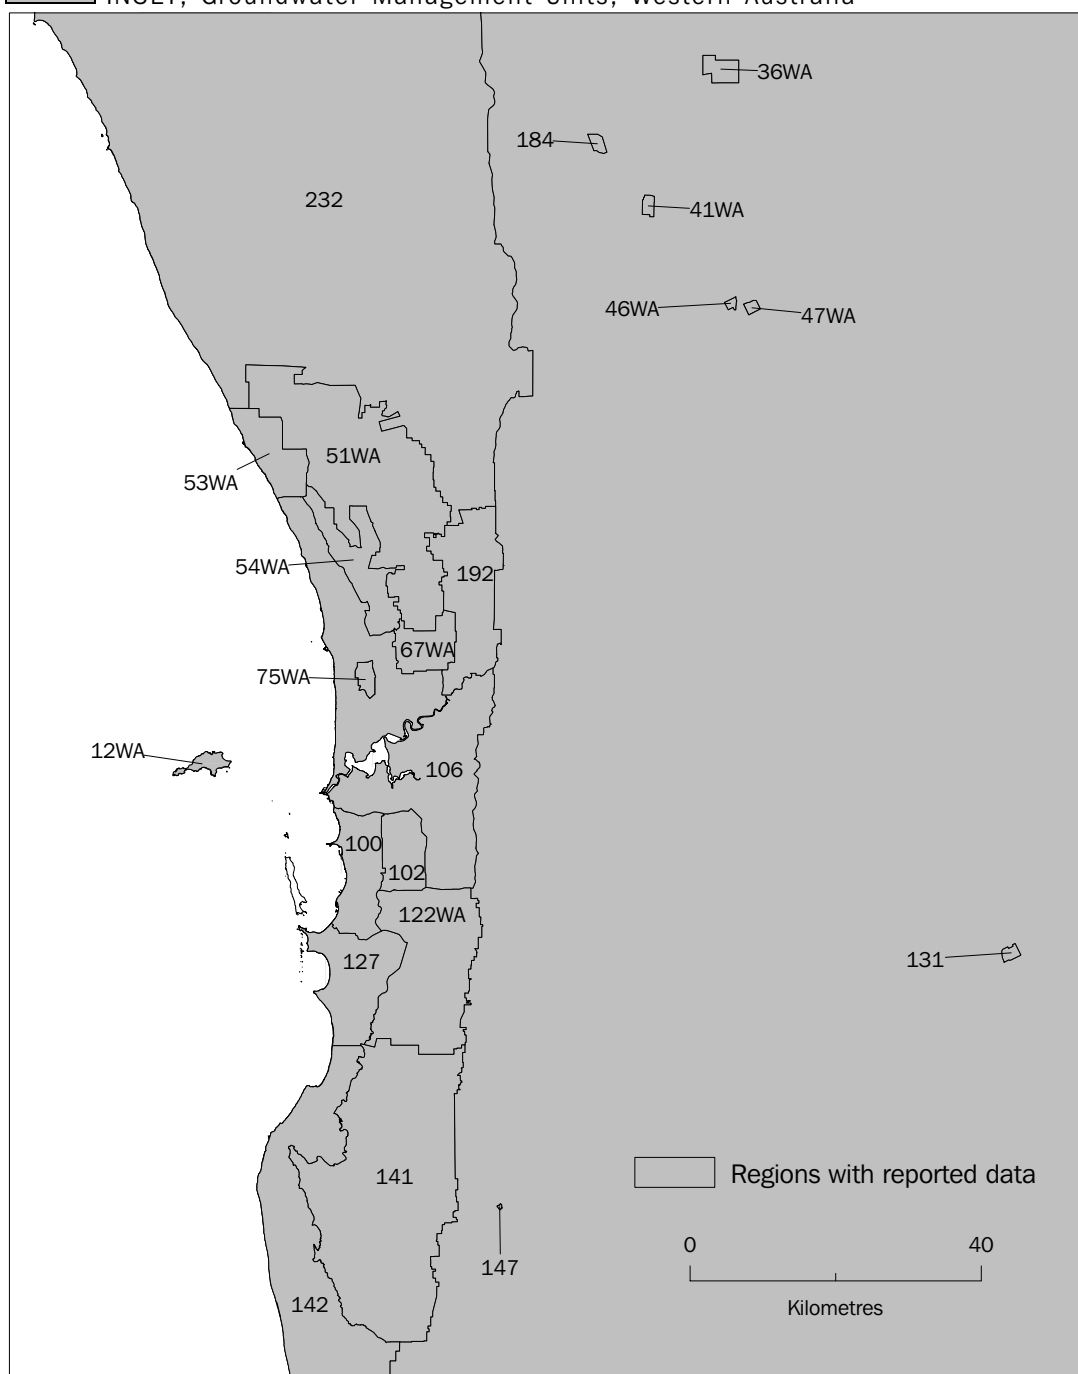 INSET, Groundwater Management Units, Western Australia
36WA
184
232
41WA
46WA
47WA
51WA
53WA
54WA
192
67WA
75WA
12WA
106
100
102
122WA
127
131
141
Regions with reported data
0 40
147
142
Kilometres